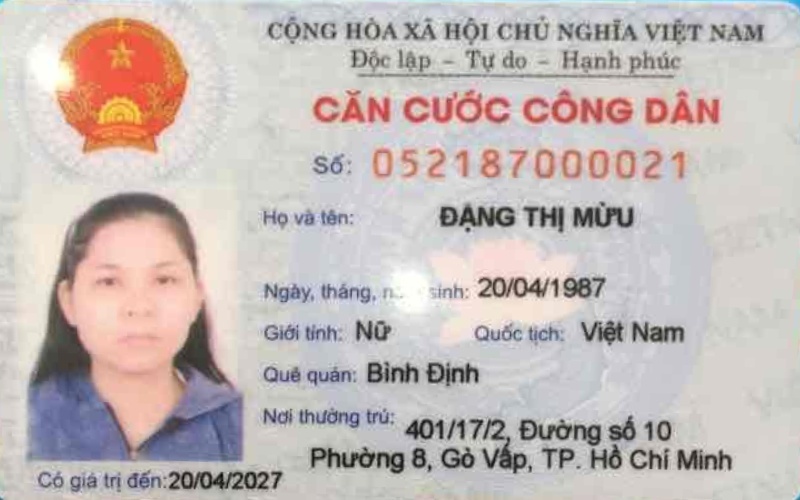 CỘNG HÒA XÃ HỘI CHỦ NGHĨA VIỆT NAM
Độc lập - Tự do - Hạnh phúc
CĂN CƯỚC CÔNG DÂN
Số: 052187000021
Họ và tên: ĐẶNG THỊ MỪU
Ngày, tháng, sinh: 20/04/1987
Giới tính: Nữ Quốc tịch: Việt Nam
Quê quán: Bình Định
Nơi thường trú: 401/17/2, Đường số 10
Phường 8, Gò Vấp, TP. Hồ Chí Minh
Có giá trị đến: 20/04/2027